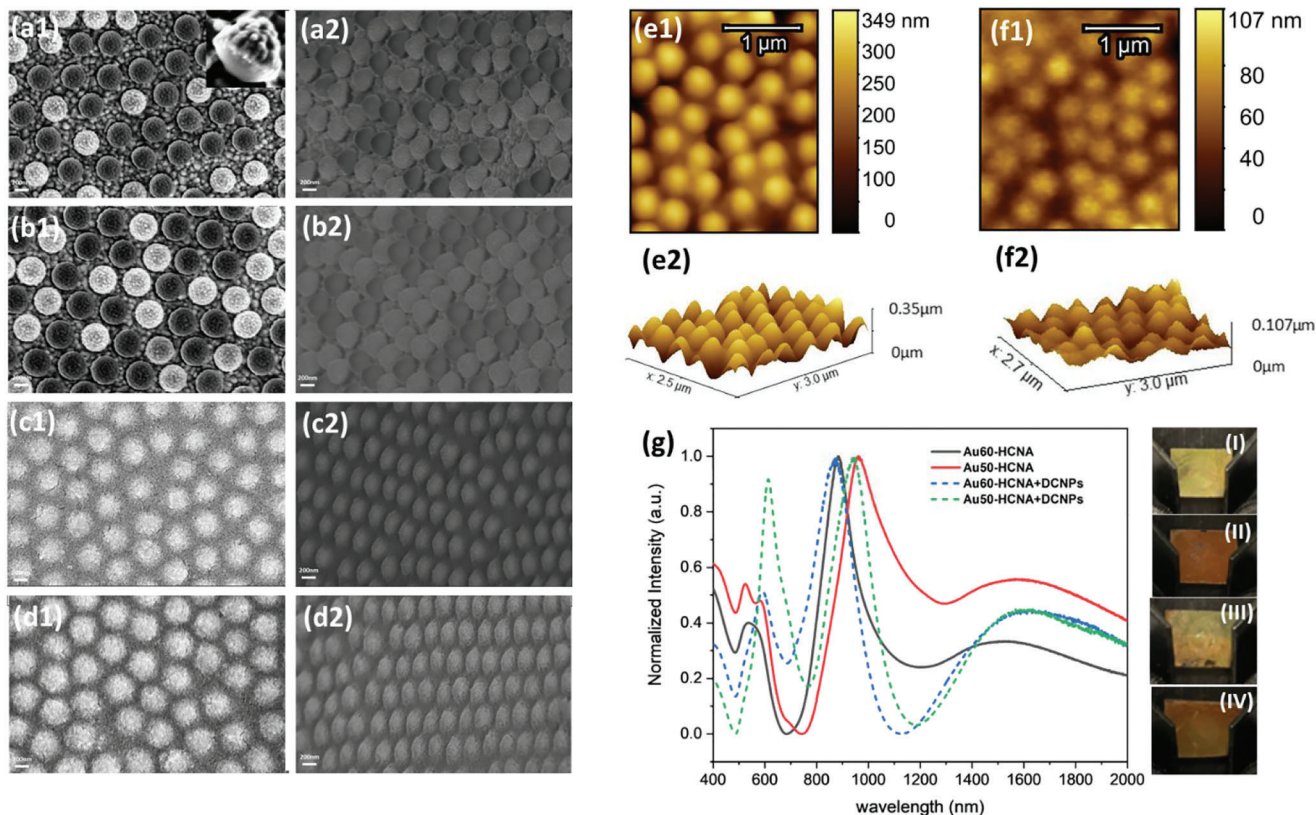 (a1)
(a2)
200nm
(b1)
(b2)
200nm
(c1)
(c2)
200nm
(d1)
(d2)
200nm
(e1)
1 µm
349 nm
300
250
200
150
100
0
(f1)
1 µm
107 nm
80
60
40
0
(e2)
0.35µm
0µm
x: 2.5 µm
y: 3.0 µm
(f2)
0.107µm
0µm
x: 2.7 µm
y: 3.0 µm
(g)
Au60-HCNA
Au50-HCNA
Au60-HCNA+DCNPs
Au50-HCNA+DCNPs
Normalized Intensity (a.u.)
1.0
0.8
0.6
0.4
0.2
0.0
400 600 800 1000 1200 1400 1600 1800 2000
wavelength (nm)
(I)
(II)
(III)
(IV)